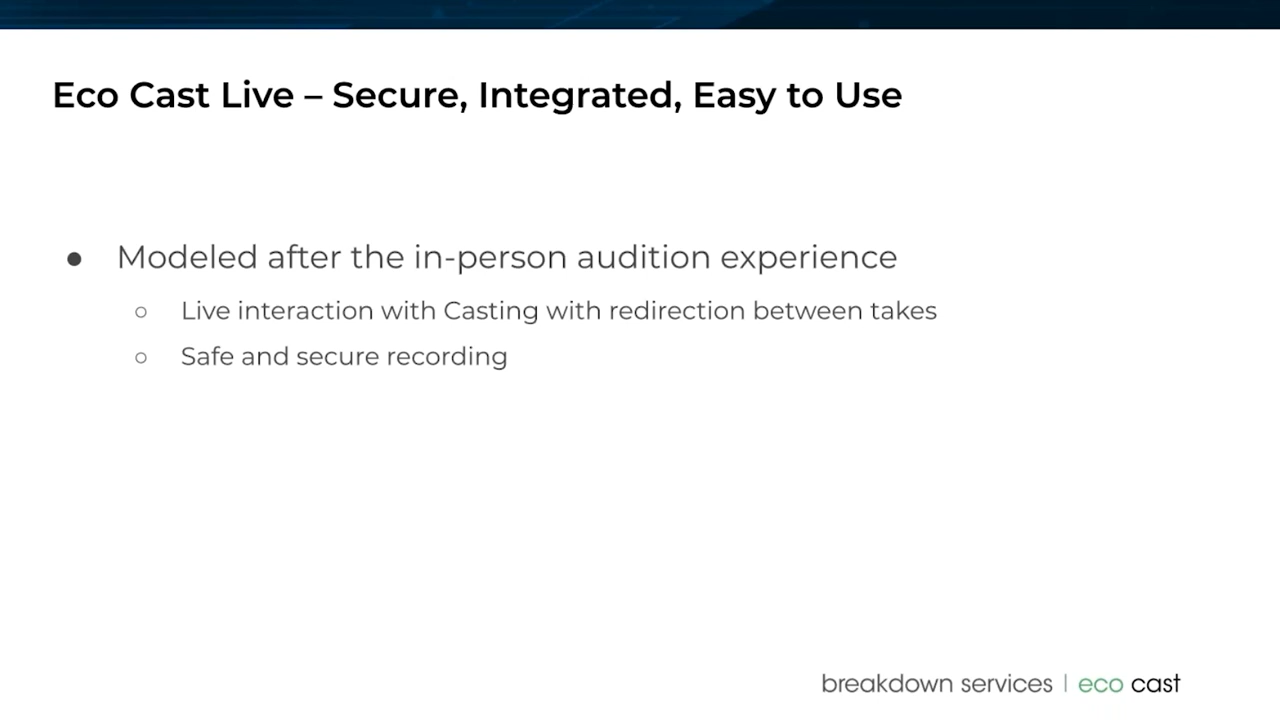 Eco Cast Live – Secure, Integrated, Easy to Use
● Modeled after the in-person audition experience
○ Live interaction with Casting with redirection between takes
○ Safe and secure recording
breakdown services | eco cast